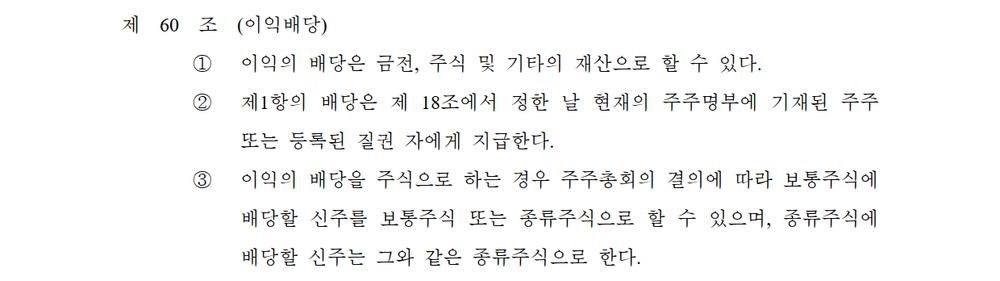 제 60 조 (이익배당)
① 이익의 배당은 금전, 주식 및 기타의 재산으로 할 수 있다.
② 제1항의 배당은 제 18조에서 정한 날 현재의 주주명부에 기재된 주주
또는 등록된 질권 자에게 지급한다.
③ 이익의 배당을 주식으로 하는 경우 주주총회의 결의에 따라 보통주식에
배당할 신주를 보통주식 또는 종류주식으로 할 수 있으며, 종류주식에
배당할 신주는 그와 같은 종류주식으로 한다.